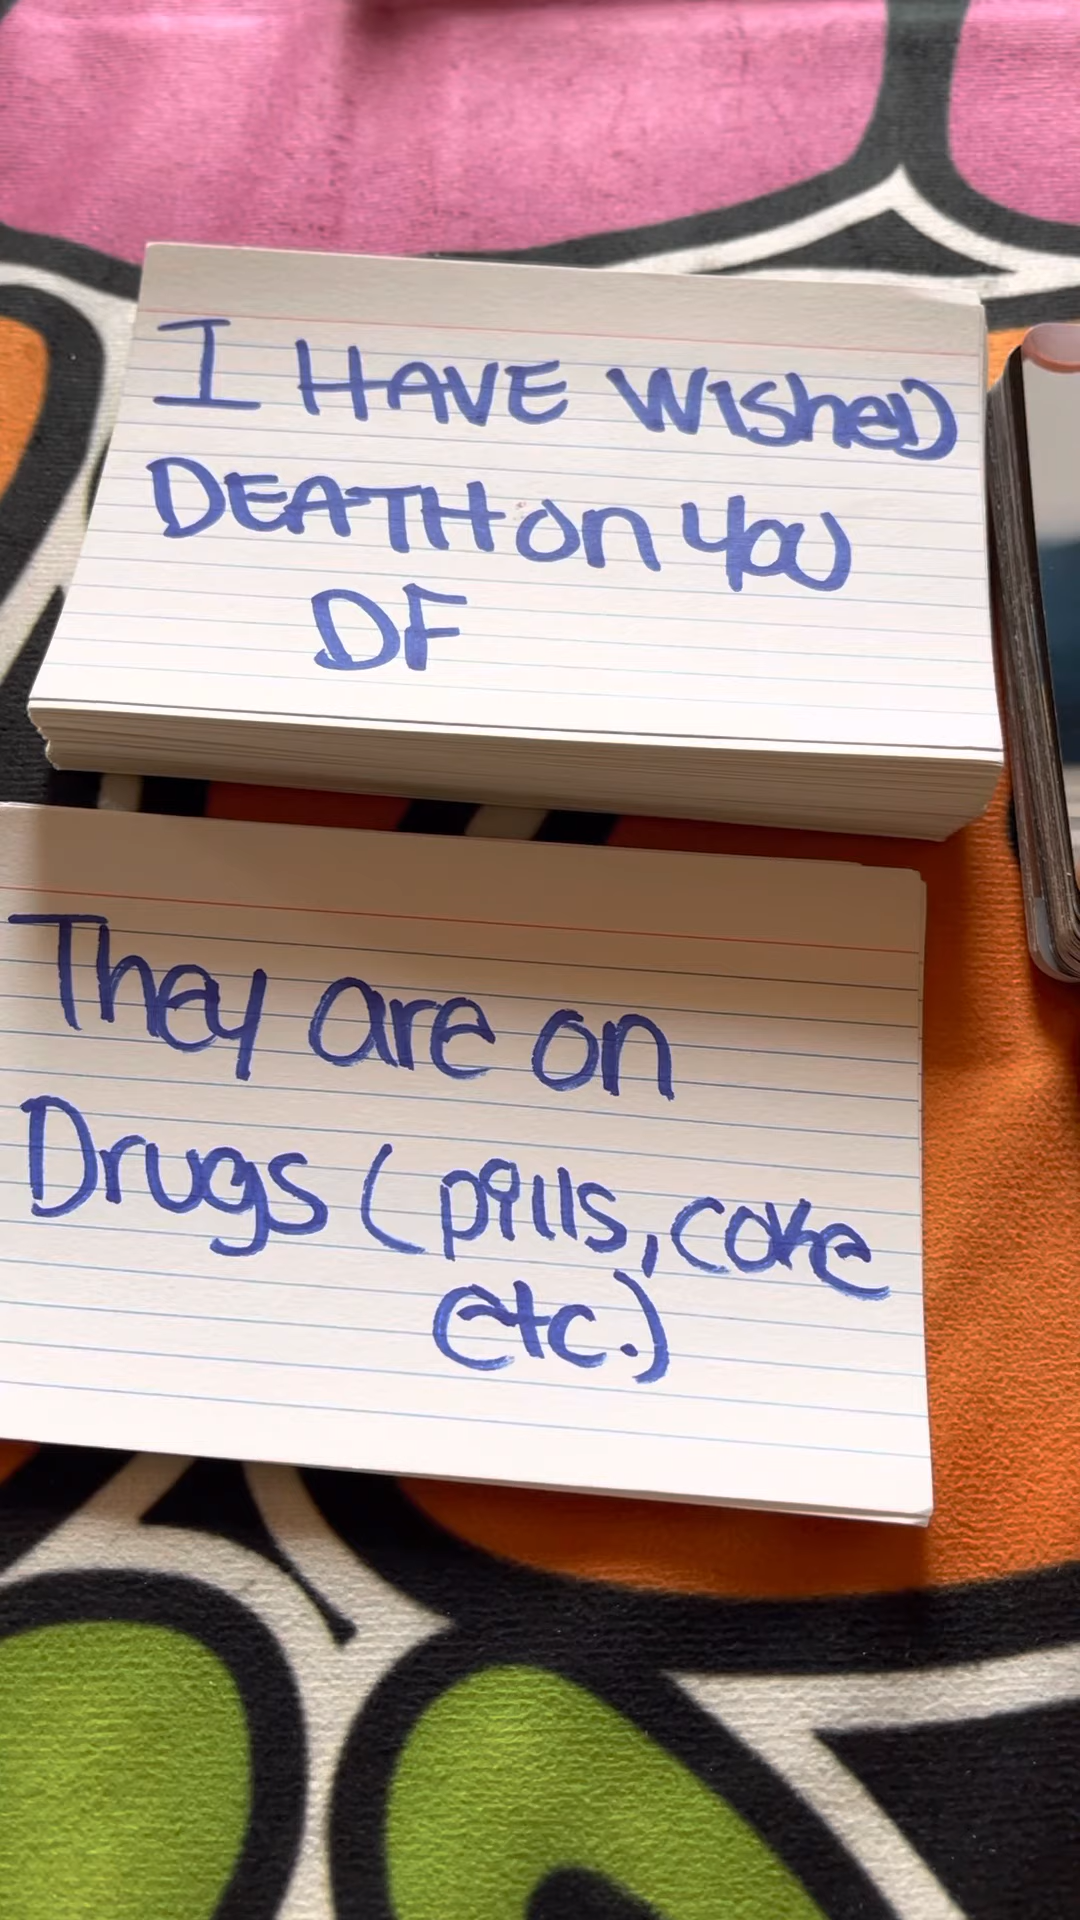 I HAVE WISheD
DEATH on You
DF
They are on
Drugs (pills, coke
etc.)